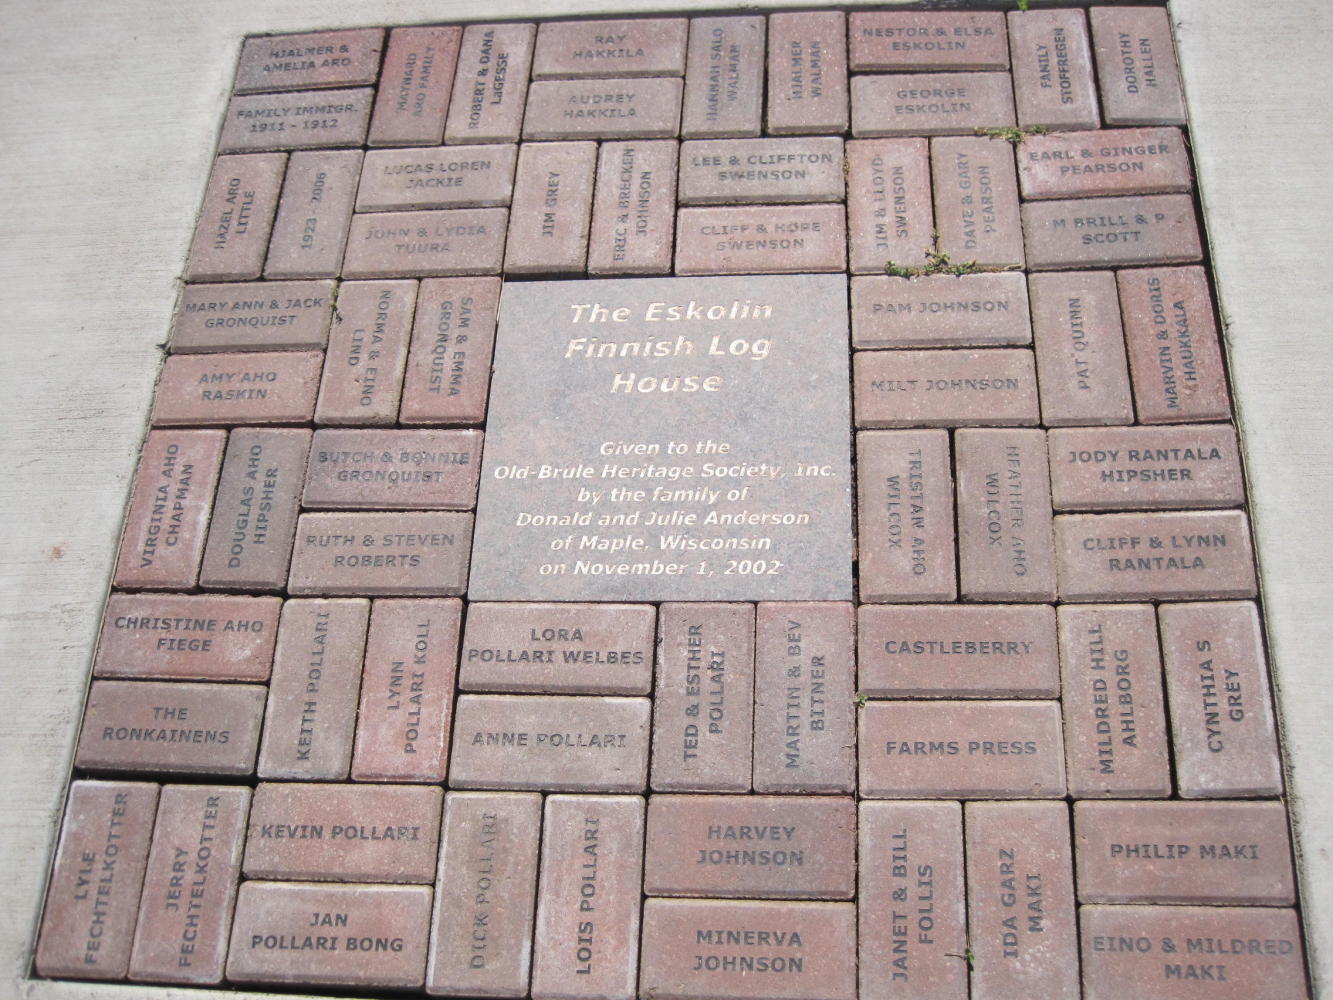 HJALMER &
AMELIA ARO
FAMILY IMMIGR.
1911 - 1912
MAYNARD
ARO FAMILY
ROBERT & DANA
LaGESSE
RAY
HAKKILA
AUDREY
HAKKILA
HANNAH SALO
WALMAN
HJALMER
WALMAN
NESTOR & ELSA
ESKOLIN
GEORGE
ESKOLIN
FAMILY
STOFFREGEN
DOROTHY
HALLEN
HAZEL ARO
LITTLE
1923 - 2006
LUCAS LOREN
JACKIE
JOHN & LYDIA
TUURA
JIM GREY
ERIC & BRECKEN
JOHNSON
LEE & CLIFFTON
SWENSON
CLIFF & HOPE
SWENSON
JIM & LLOYD
SWENSON
DAVE & GARY
PEARSON
EARL & GINGER
PEARSON
M BRILL & P
SCOTT
MARY ANN & JACK
GRONQUIST
AMY AHO
RASKIN
NORMA & EINO
LIND
SAM & EMMA
GRONQUIST
The Eskolin
Finnish Log
House
Given to the
Old-Brule Heritage Society, Inc.
by the family of
Donald and Julie Anderson
of Maple, Wisconsin
on November 1, 2002
PAM JOHNSON
MILT JOHNSON
PAT QUINN
MARVIN & DORIS
HAUKKALA
VIRGINIA AHO
CHAPMAN
DOUGLAS AHO
HIPSHER
BUTCH & BONNIE
GRONQUIST
RUTH & STEVEN
ROBERTS
TRISTAN AHO
WILCOX
HEATHER AHO
WILCOX
JODY RANTALA
HIPSHER
CLIFF & LYNN
RANTALA
CHRISTINE AHO
FIEGE
THE
RONKAINENS
KEITH POLLARI
LYNN
POLLARI KOLL
LORA
POLLARI WELBES
ANNE POLLARI
TED & ESTHER
POLLARI
MARTIN & BEV
BITNER
CASTLEBERRY
FARMS PRESS
MILDRED HILL
AHLBORG
CYNTHIA S
GREY
LYLE
FECHTELKOTTER
JERRY
FECHTELKOTTER
KEVIN POLLARI
JAN
POLLARI BONG
DICK POLLARI
LOIS POLLARI
HARVEY
JOHNSON
MINERVA
JOHNSON
JANET & BILL
FOLLIS
IDA GARZ
MAKI
PHILIP MAKI
EINO & MILDRED
MAKI